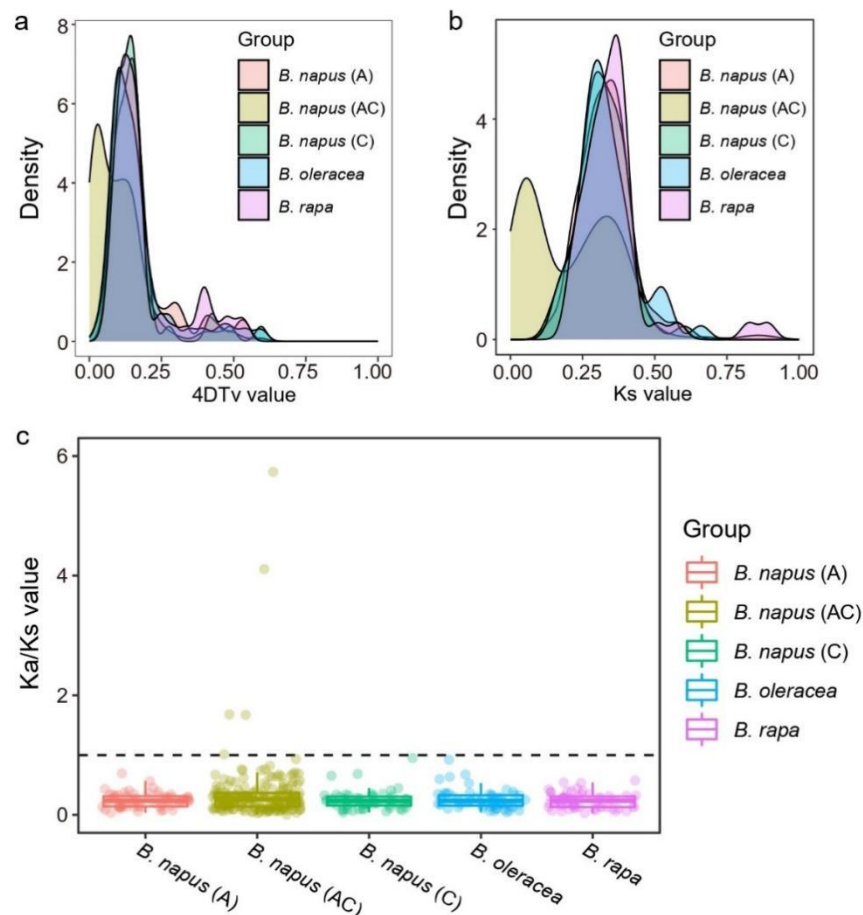 a
8
6
4
2
0
Density
0.00 0.25 0.50 0.75 1.00
4DTv value
Group
B. napus (A)
B. napus (AC)
B. napus (C)
B. oleracea
B. rapa
b
4
2
0
Density
0.00 0.25 0.50 0.75 1.00
Ks value
Group
B. napus (A)
B. napus (AC)
B. napus (C)
B. oleracea
B. rapa
c
6
4
2
0
Ka/Ks value
B. napus (A)
B. napus (AC)
B. napus (C)
B. oleracea
B. rapa
Group
B. napus (A)
B. napus (AC)
B. napus (C)
B. oleracea
B. rapa